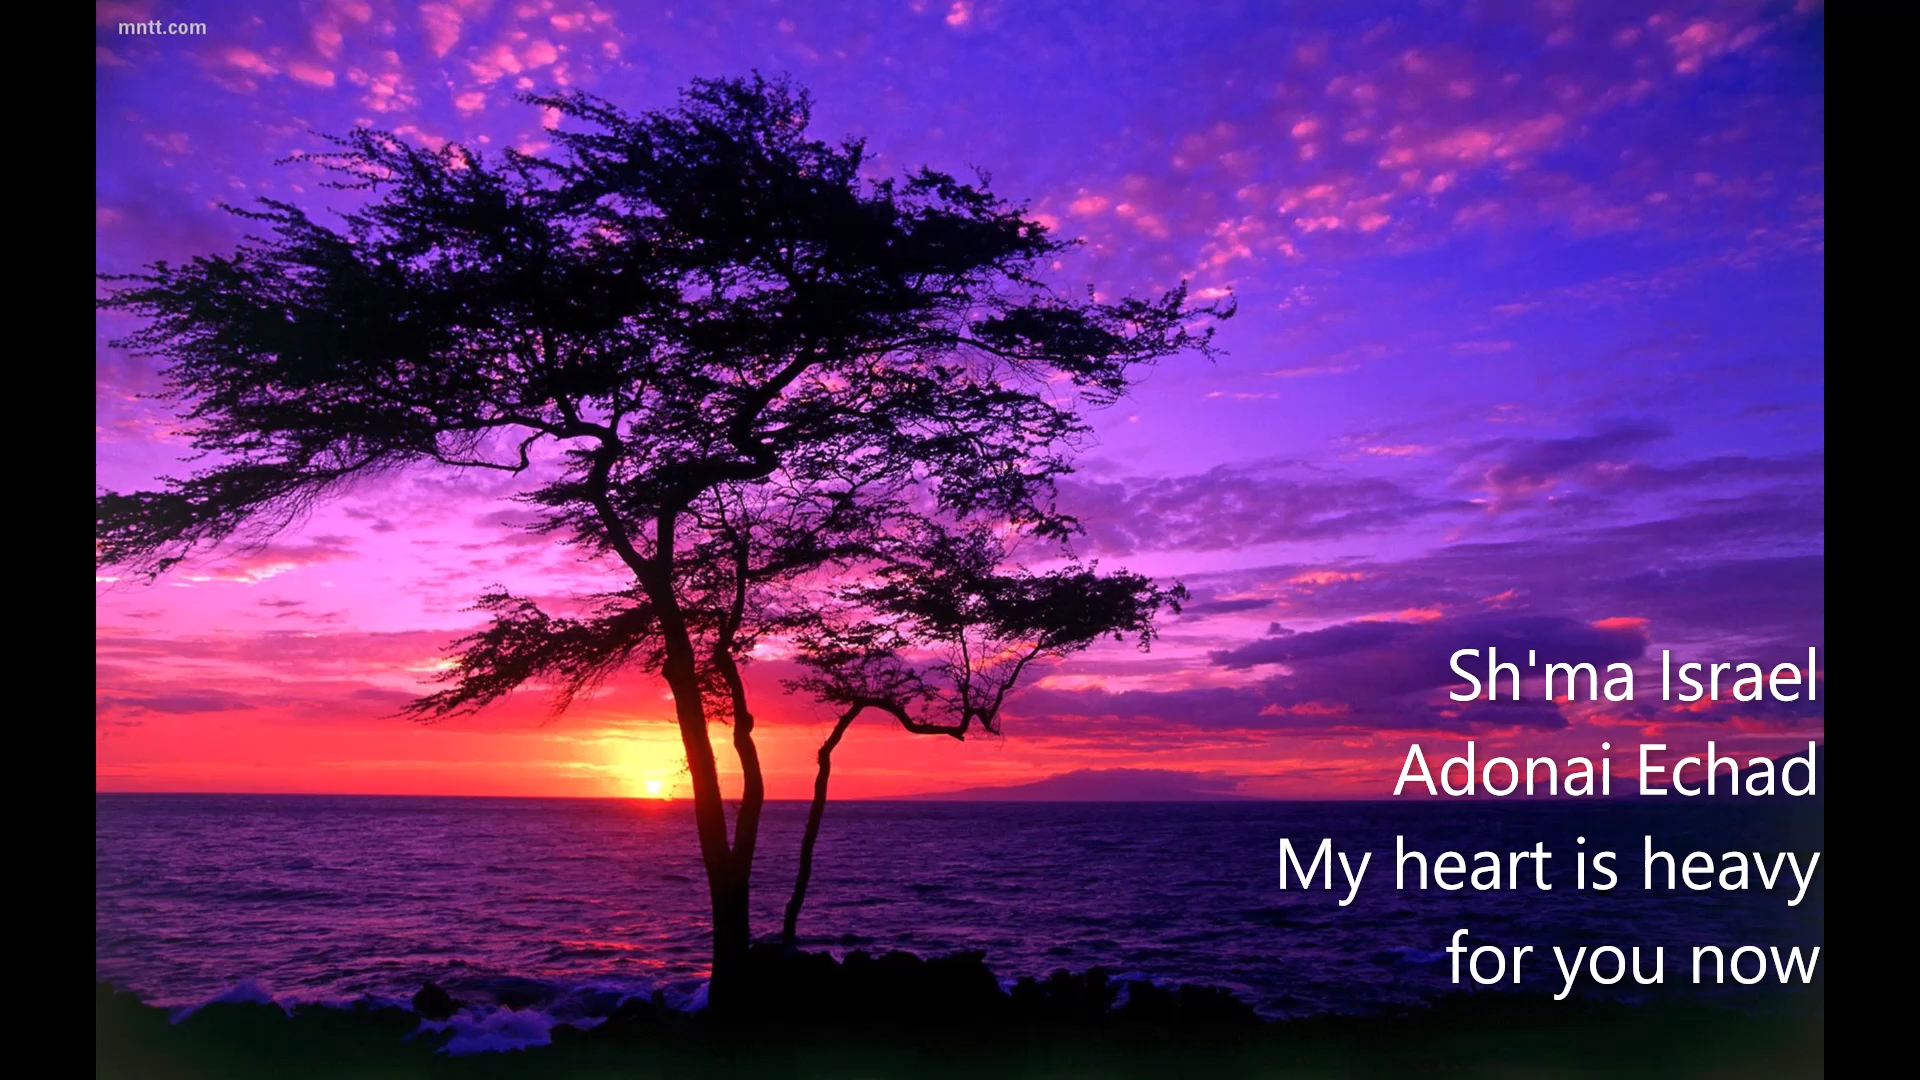 mntt.com
Sh'ma Israel
Adonai Echad
My heart is heavy
for you now